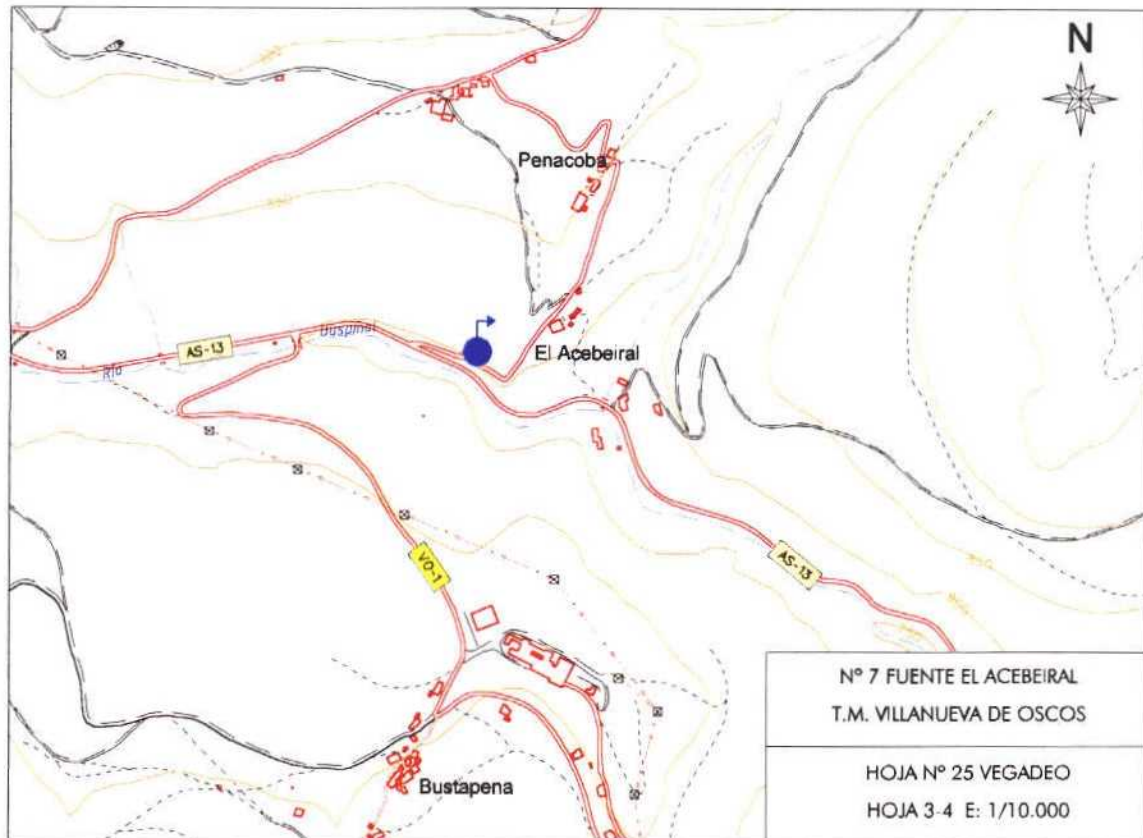 N
Penacoba
El Acebeiral
AS-13
Río
VO-1
AS-13
Bustapena
Nº 7 FUENTE EL ACEBEIRAL
T.M. VILLANUEVA DE OSCOS
HOJA Nº 25 VEGADEO
HOJA 3-4 E: 1/10.000